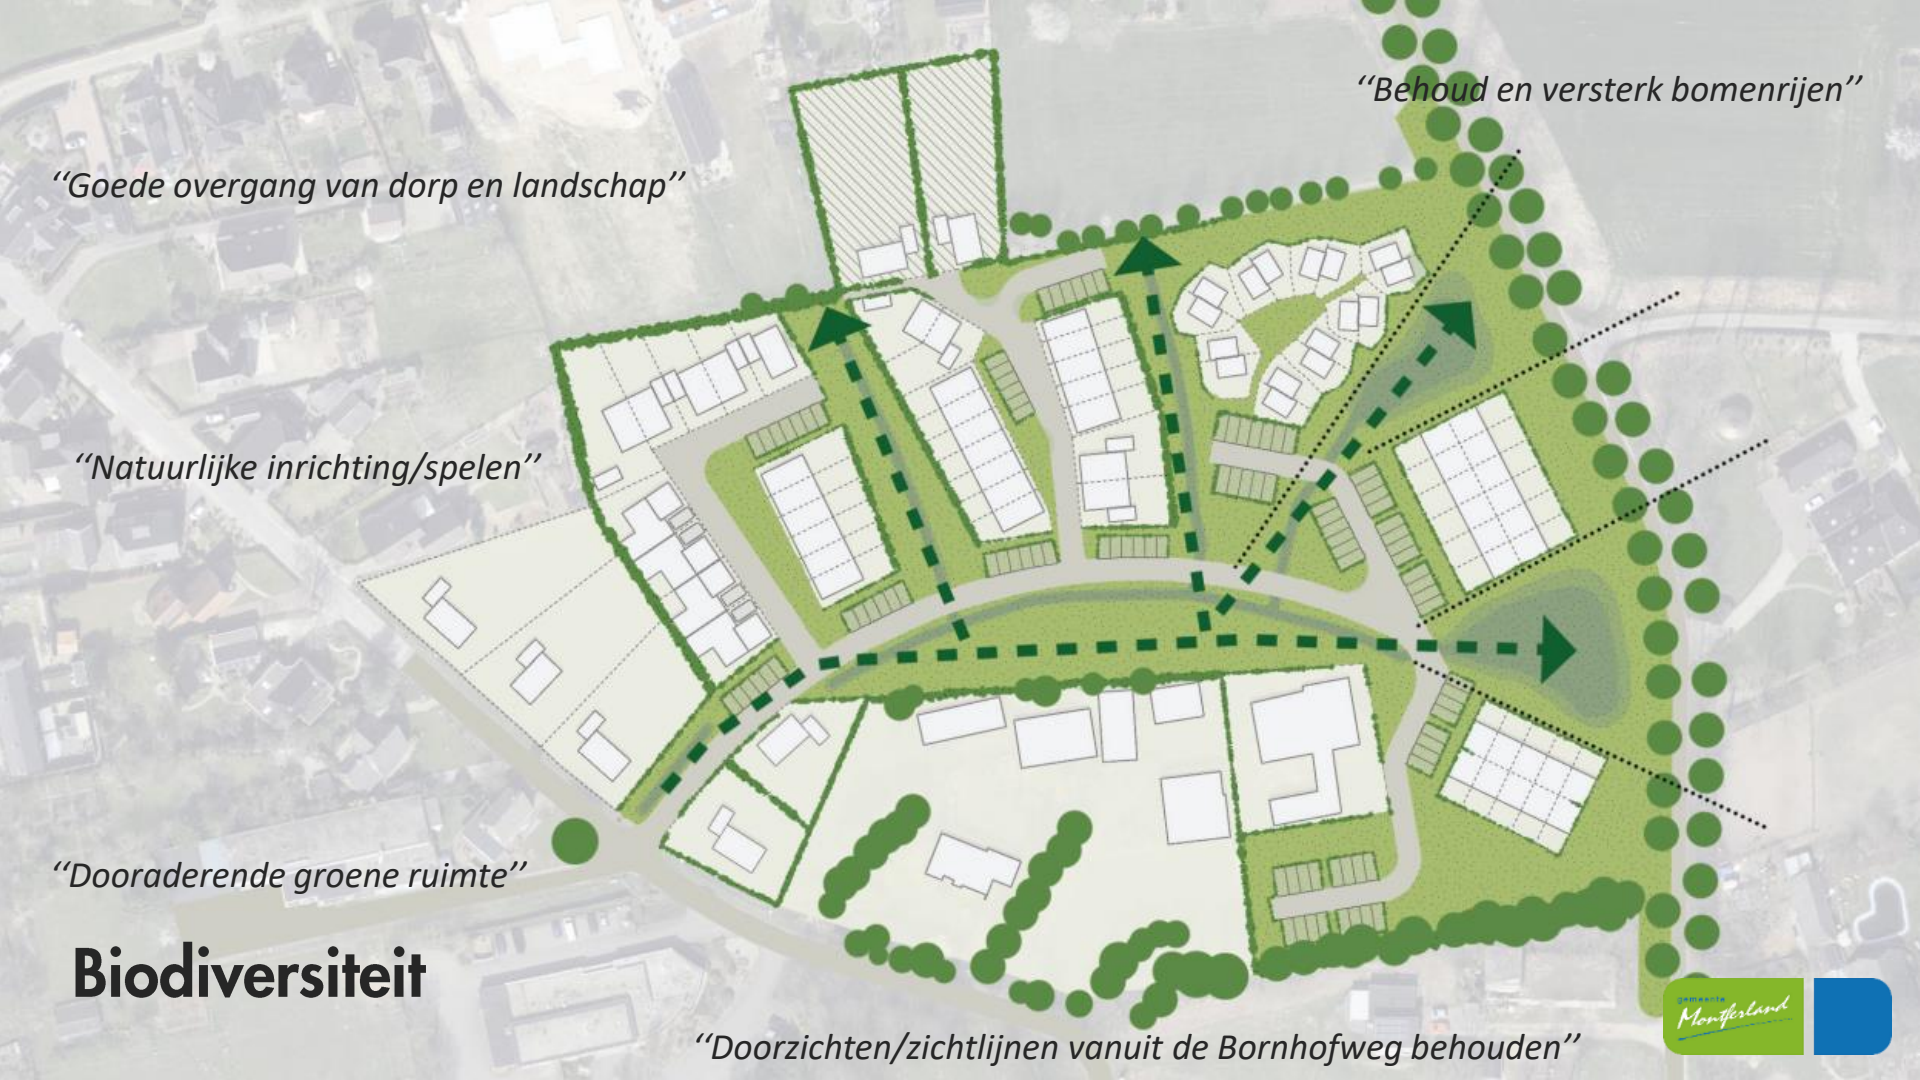 ‘‘Behoud en versterk bomenrijen’’
‘‘Goede overgang van dorp en landschap’’
‘‘Natuurlijke inrichting/spelen’’
‘‘Dooraderende groene ruimte’’
Biodiversiteit
gemeente
Montferland
‘‘Doorzichten/zichtlijnen vanuit de Bornhofweg behouden’’